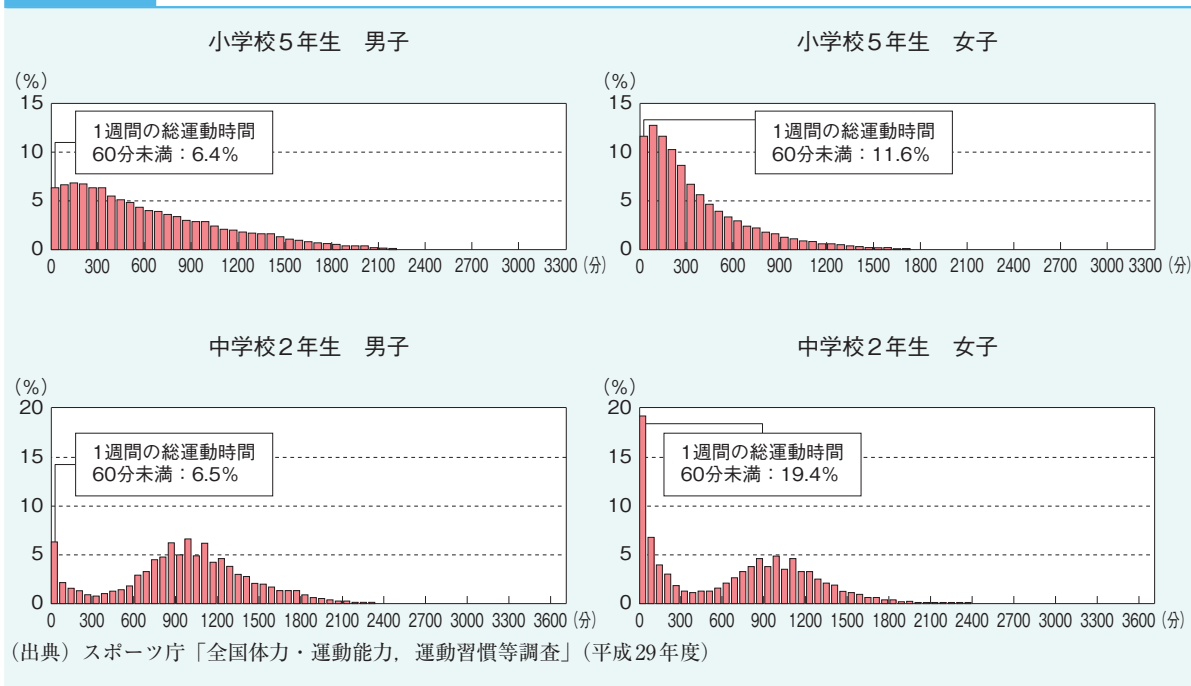 小学校5年生 男子
(%)
15
10
5
0
1週間の総運動時間
60分未満:6.4%
0 300 600 900 1200 1500 1800 2100 2400 2700 3000 3300 (分)
小学校5年生 女子
(%)
15
10
5
0
1週間の総運動時間
60分未満:11.6%
0 300 600 900 1200 1500 1800 2100 2400 2700 3000 3300 (分)
中学校2年生 男子
(%)
20
15
10
5
0
1週間の総運動時間
60分未満:6.5%
0 300 600 900 1200 1500 1800 2100 2400 2700 3000 3300 3600 (分)
中学校2年生 女子
(%)
20
15
10
5
0
1週間の総運動時間
60分未満:19.4%
0 300 600 900 1200 1500 1800 2100 2400 2700 3000 3300 3600 (分)
(出典)スポーツ庁「全国体力・運動能力,運動習慣等調査」(平成29年度)